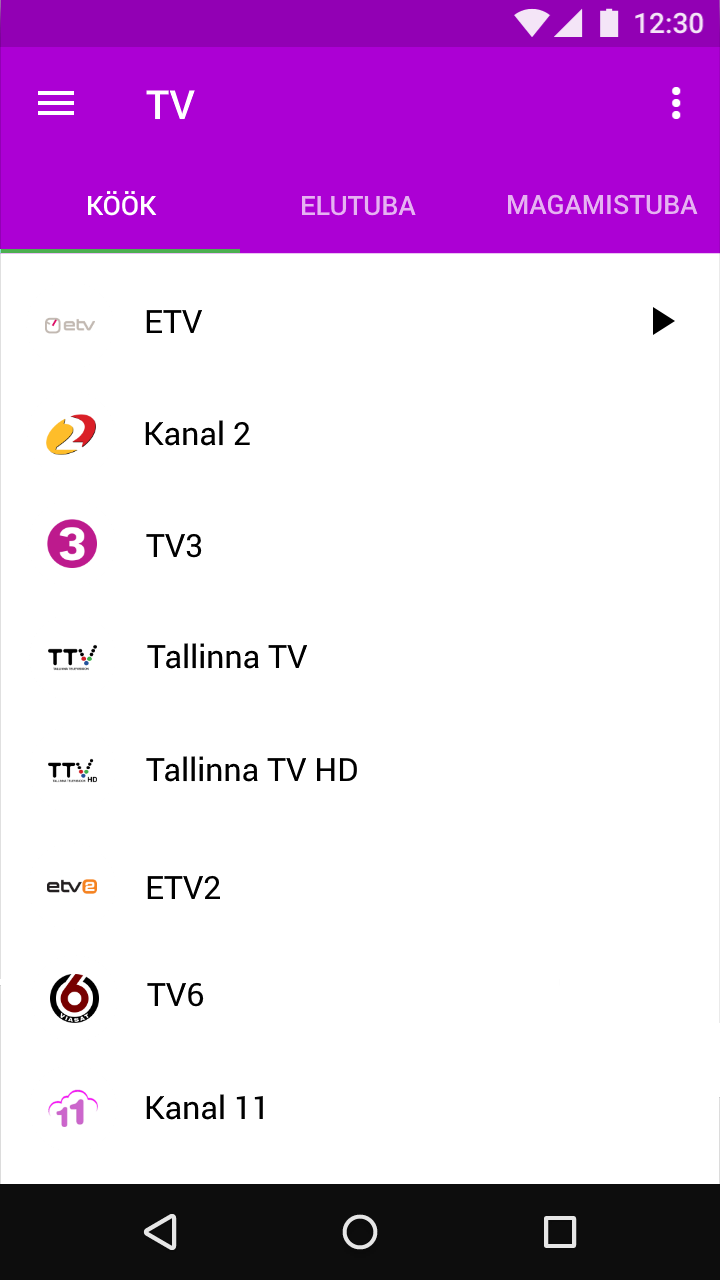 12:30
TV
KÖÖK ELUTUBA MAGAMISTUBA
etv ETV
2 Kanal 2
3 TV3
TTV Tallinna TV
TTV HD Tallinna TV HD
etv2 ETV2
6 VIASAT TV6
11 Kanal 11